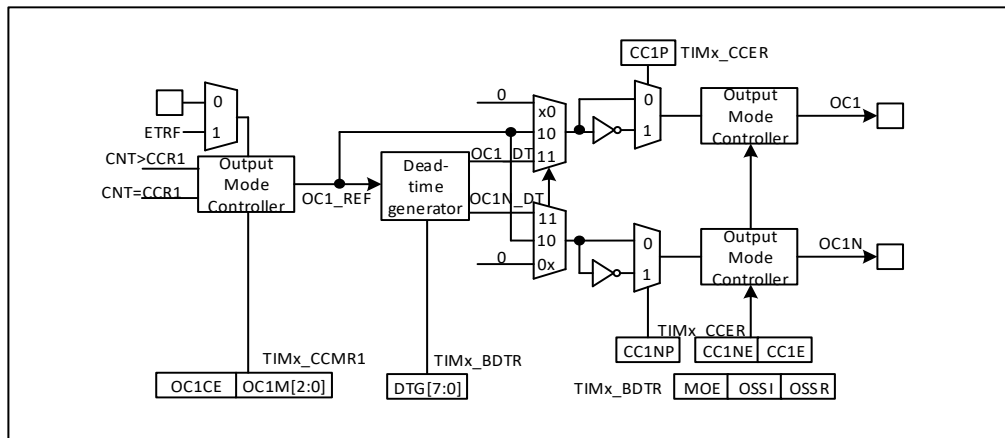 CC1P TIMx_CCER
0
0
x0
0
Output
Mode
Controller
OC1
ETRF
1
10
1
CNT>CCR1
11
OC1_DT
Output
Mode
Controller
Dead-
time
generator
CNT=CCR1
OC1_REF
OC1N_DT
11
10
0
0x
0
1
Output
Mode
Controller
OC1N
TIMx_CCER
TIMx_CCMR1
TIMx_BDTR
CC1NP
CC1NE CC1E
OC1CE OC1M[2:0]
DTG[7:0]
TIMx_BDTR
MOE OSSI OSSR